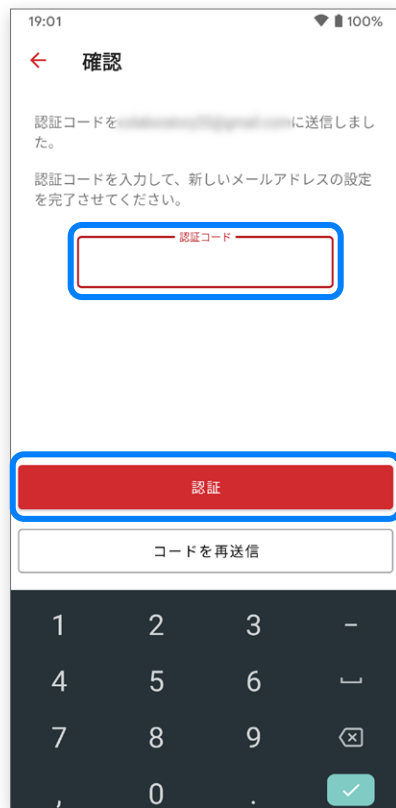 19:01 100%
← 確認
認証コードを に送信しまし
た。
認証コードを入力して、新しいメールアドレスの設定
を完了させてください。
認証コード
認証
コードを再送信
1 2 3 −
4 5 6
7 8 9
, 0 .